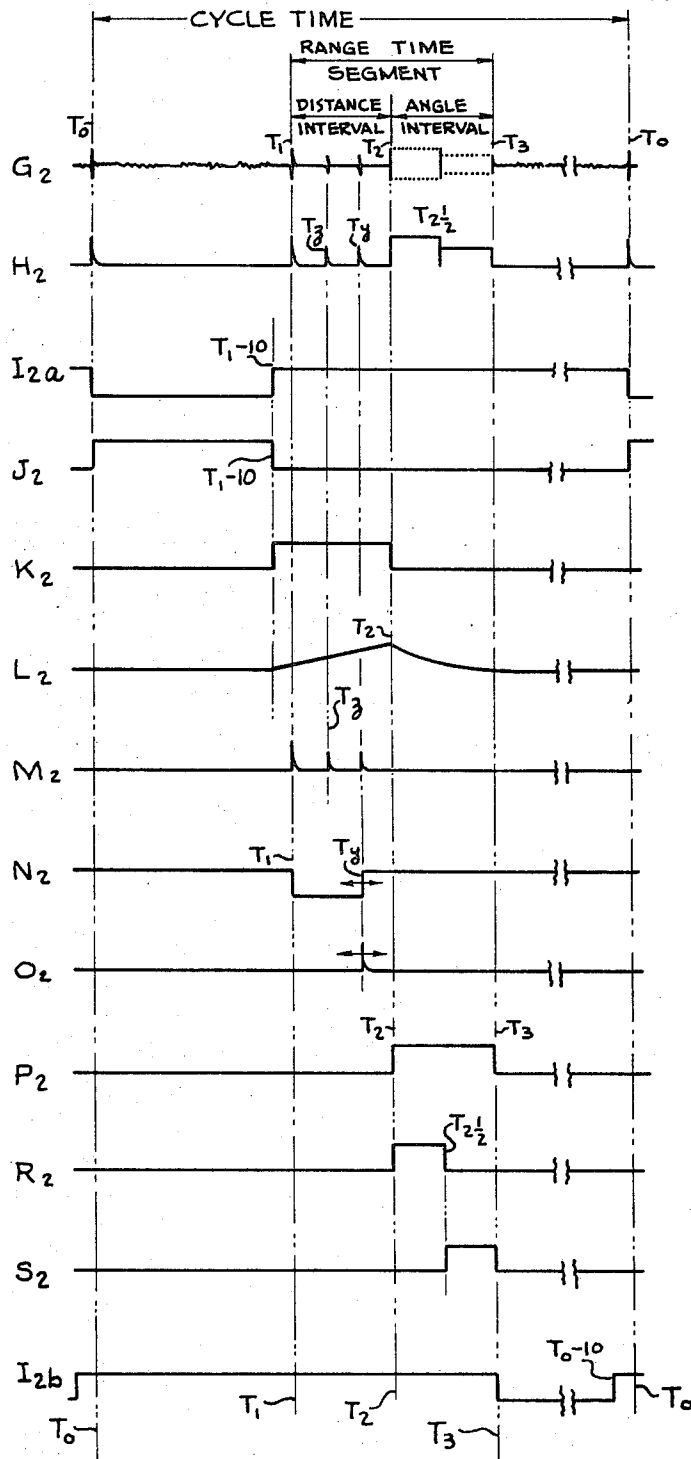 CYCLE TIME
RANGE TIME
SEGMENT
DISTANCE ANGLE
INTERVAL INTERVAL
T₀ T₁ T₂ T₃ T₀
G₂
T₂½
T𝓏 Ty
H₂
T₁-10
I₂a
J₂
T₁-10
K₂
T₂
L₂
T𝓏
M₂
T₁ Ty
N₂
O₂
T₂ T₃
P₂
T₂½
R₂
S₂
T₀-10
I₂b
T₀ T₁ T₂ T₃ T₀